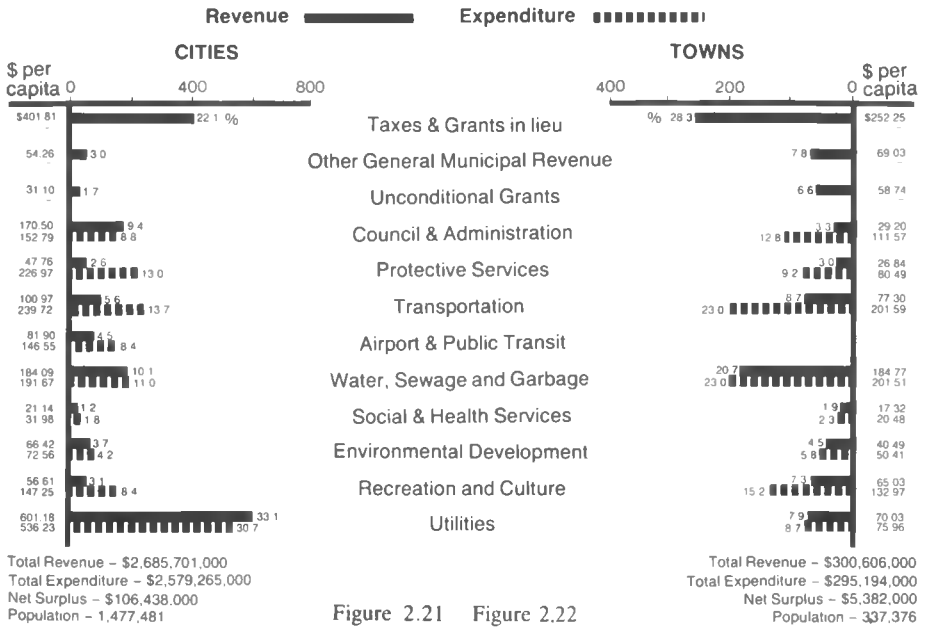 Revenue Expenditure
CITIES TOWNS
$ per capita 0 400 800 400 200 0 $ per capita
$401 81 22 1 % Taxes & Grants in lieu % 28 3 $252 25
54.26 3 0 Other General Municipal Revenue 7 8 69 03
31 10 1 7 Unconditional Grants 6 6 58 74
170.50 9 4 Council & Administration 3 3 29 20
152 79 8 8 12 8 111 57
47 76 2 6 Protective Services 3 0 26 84
226 97 13 0 9 2 80 49
100 97 5 6 Transportation 8 7 77 30
239 72 13 7 23 0 201 59
81 90 4 5 Airport & Public Transit
146 55 8 4
184 09 10 1 Water, Sewage and Garbage 20 7 184 77
191 67 11 0 23 0 201 51
21 14 1 2 Social & Health Services 1 9 17 32
31 98 1 8 2 3 20 48
66 42 3 7 Environmental Development 4 5 40 49
72 56 4 2 5 8 50 41
56 61 3 1 Recreation and Culture 7 3 65 03
147 25 8 4 15 2 132 97
601.18 33 1 Utilities 7 9 70 03
536 23 30 7 8 7 75 96
Total Revenue – $2,685,701,000 Total Revenue – $300,606,000
Total Expenditure – $2,579,265,000 Total Expenditure – $295,194,000
Net Surplus – $106,438.000 Net Surplus – $5,382,000
Population – 1,477,481 Figure 2.21 Figure 2.22 Population – 337,376